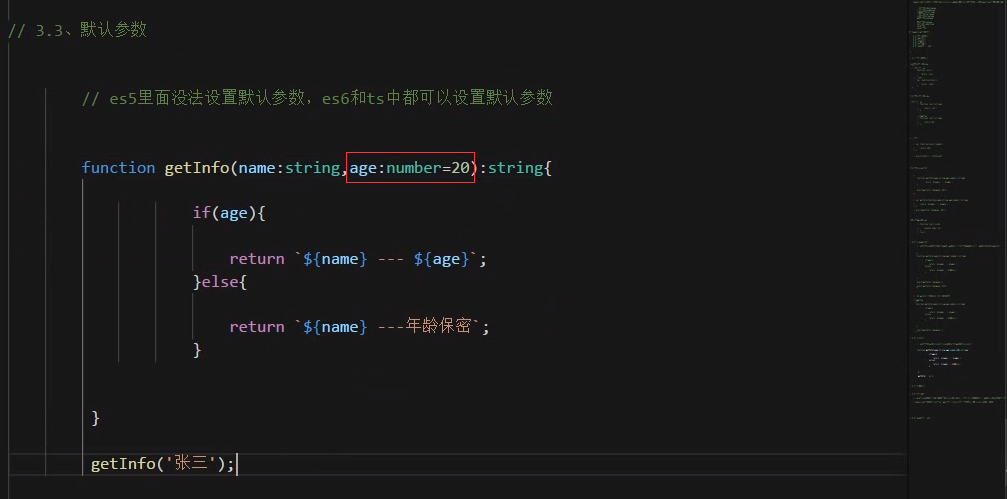 // 3.3、默认参数
// es5里面没法设置默认参数，es6和ts中都可以设置默认参数
function getInfo(name:string,age:number=20):string{
if(age){
return `${name} --- ${age}`;
}else{
return `${name} ---年龄保密`;
}
}
getInfo('张三');